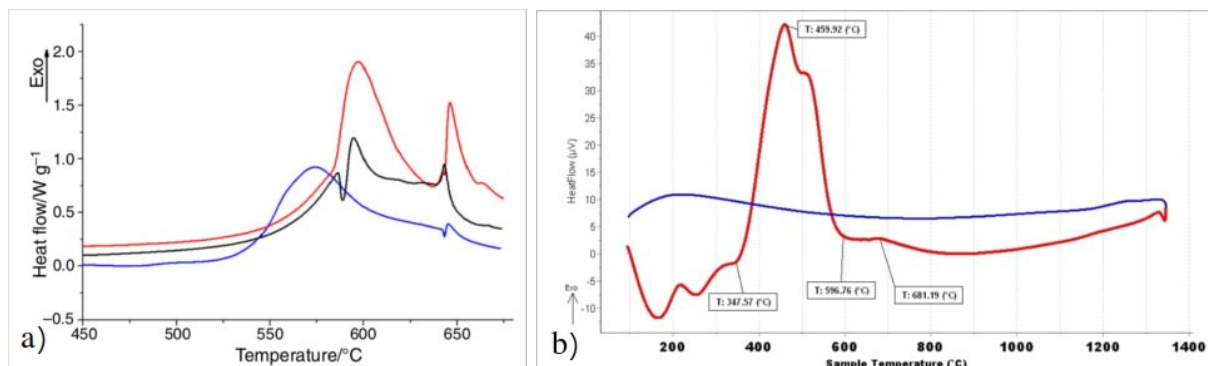 Exo
Heat flow/W g–1
2.0
1.5
1.0
0.5
0.0
–0.5
450
500
550
600
650
Temperature/°C
a)
40
35
30
25
20
15
10
5
0
-5
-10
HeatFlow (µV)
Exo
T: 459.92 (°C)
T: 347.57 (°C)
T: 596.76 (°C)
T: 681.19 (°C)
200
400
600
800
1000
1200
1400
Sample Temperature (°C)
b)